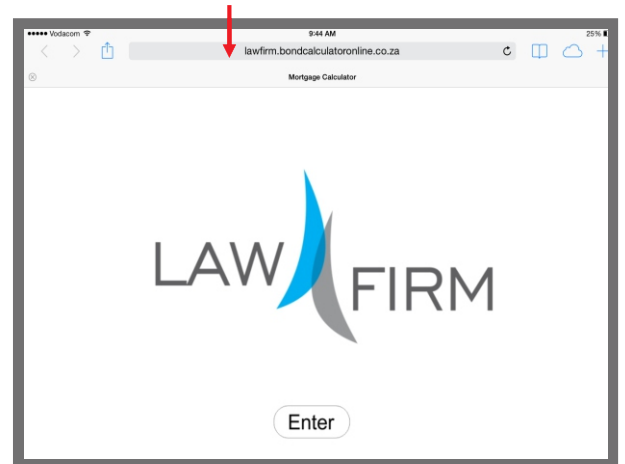 Vodacom 9:44 AM 25%
lawfirm.bondcalculatoronline.co.za
Mortgage Calculator
LAW FIRM
Enter